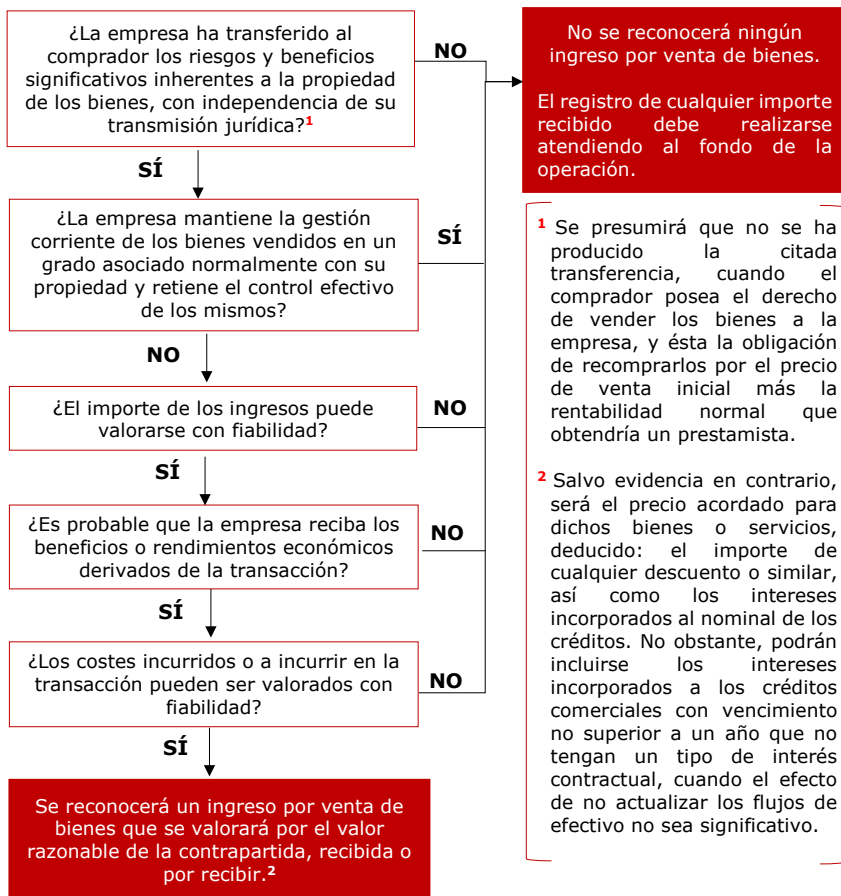 ¿La empresa ha transferido al
comprador los riesgos y beneficios
significativos inherentes a la propiedad
de los bienes, con independencia de su
transmisión jurídica?¹
NO
No se reconocerá ningún
ingreso por venta de bienes.
El registro de cualquier importe
recibido debe realizarse
atendiendo al fondo de la
operación.
SÍ
¿La empresa mantiene la gestión
corriente de los bienes vendidos en un
grado asociado normalmente con su
propiedad y retiene el control efectivo
de los mismos?
SÍ
NO
¿El importe de los ingresos puede
valorarse con fiabilidad?
NO
SÍ
¿Es probable que la empresa reciba los
beneficios o rendimientos económicos
derivados de la transacción?
NO
SÍ
¿Los costes incurridos o a incurrir en la
transacción pueden ser valorados con
fiabilidad?
NO
SÍ
Se reconocerá un ingreso por venta de
bienes que se valorará por el valor
razonable de la contrapartida, recibida o
por recibir.²
¹ Se presumirá que no se ha
producido la citada
transferencia, cuando el
comprador posea el derecho
de vender los bienes a la
empresa, y ésta la obligación
de recomprarlos por el precio
de venta inicial más la
rentabilidad normal que
obtendría un prestamista.
² Salvo evidencia en contrario,
será el precio acordado para
dichos bienes o servicios,
deducido: el importe de
cualquier descuento o similar,
así como los intereses
incorporados al nominal de los
créditos. No obstante, podrán
incluirse los intereses
incorporados a los créditos
comerciales con vencimiento
no superior a un año que no
tengan un tipo de interés
contractual, cuando el efecto
de no actualizar los flujos de
efectivo no sea significativo.